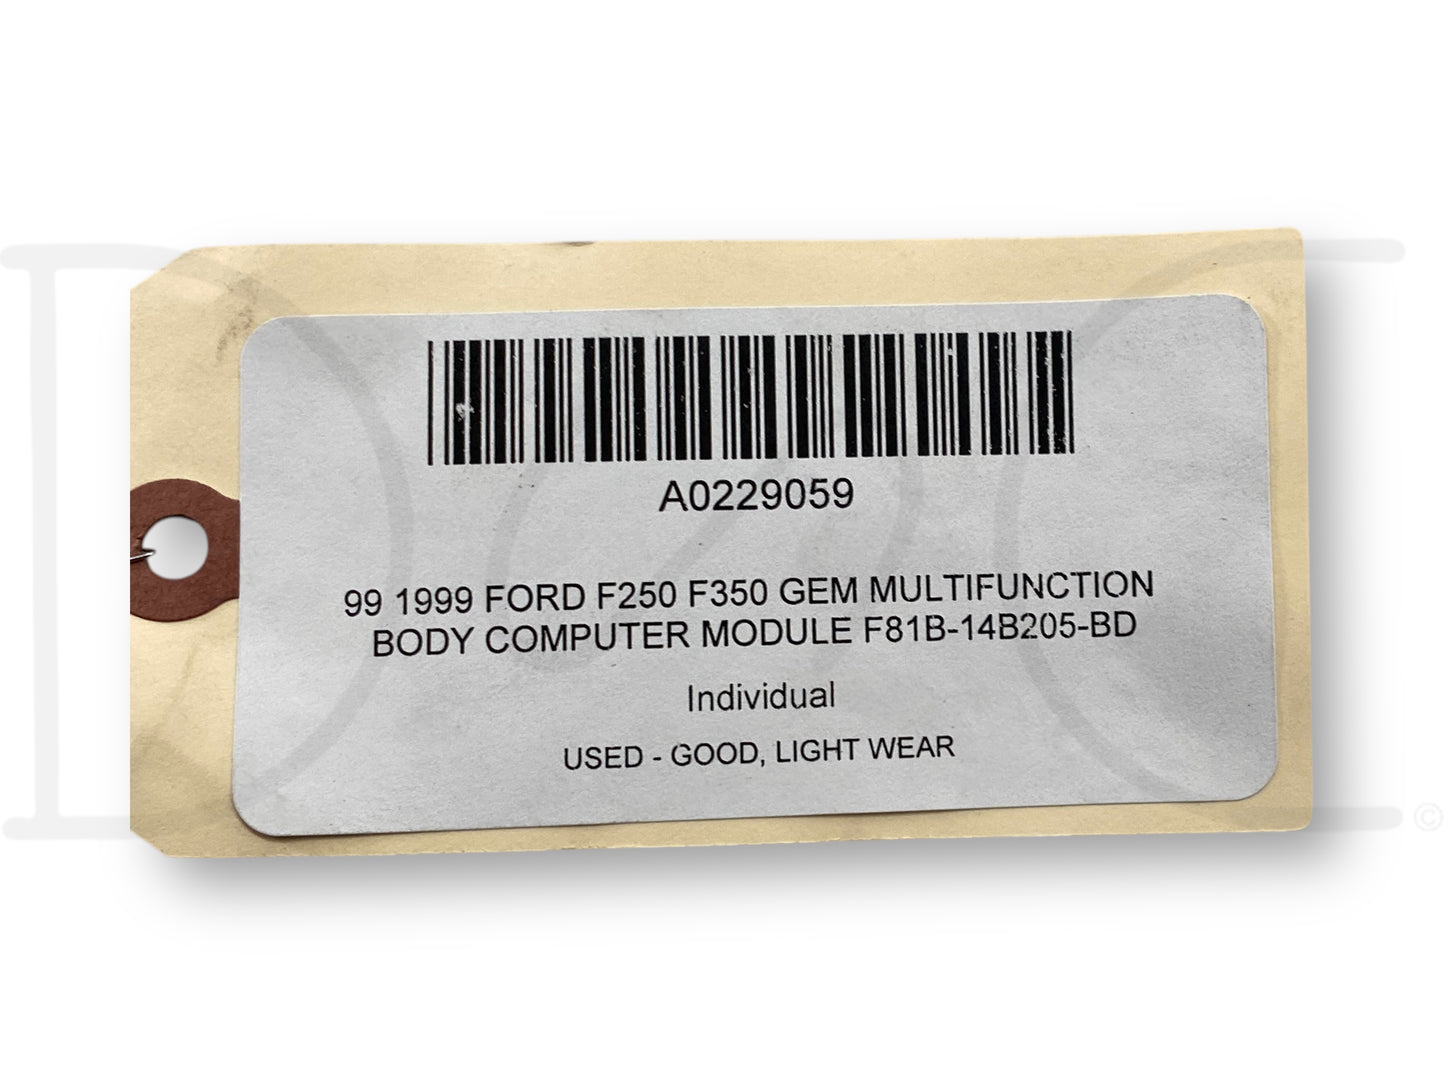 A0229059
99 1999 FORD F250 F350 GEM MULTIFUNCTION
BODY COMPUTER MODULE F81B-14B205-BD
Individual
USED - GOOD, LIGHT WEAR
©